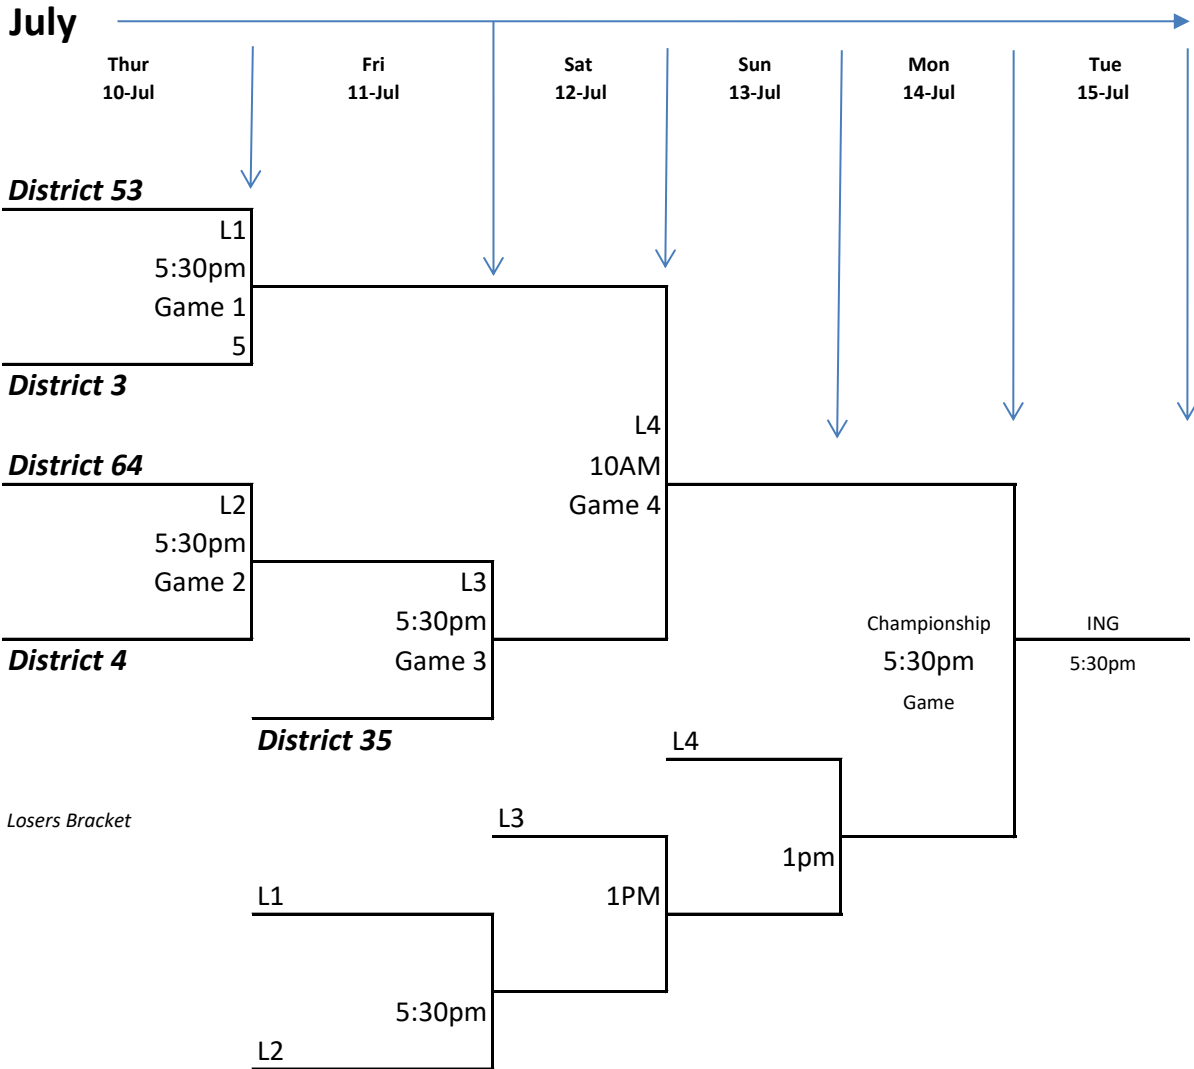 July
Thur Fri Sat Sun Mon Tue
10-Jul 11-Jul 12-Jul 13-Jul 14-Jul 15-Jul
District 53
L1
5:30pm
Game 1
5
District 3
L4
10AM
Game 4
District 64
L2
5:30pm
Game 2
District 4
L3
5:30pm
Game 3
District 35
Championship
5:30pm
Game
ING
5:30pm
L4
1pm
Losers Bracket
L3
1PM
L1
5:30pm
L2